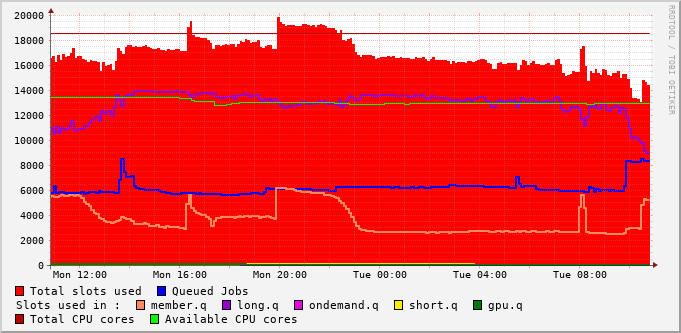 20000
18000
16000
14000
12000
10000
8000
6000
4000
2000
0
Mon 12:00 Mon 16:00 Mon 20:00 Tue 00:00 Tue 04:00 Tue 08:00
RRDTOOL / TOBI OETIKER
Total slots used Queued Jobs
Slots used in : member.q long.q ondemand.q short.q gpu.q
Total CPU cores Available CPU cores